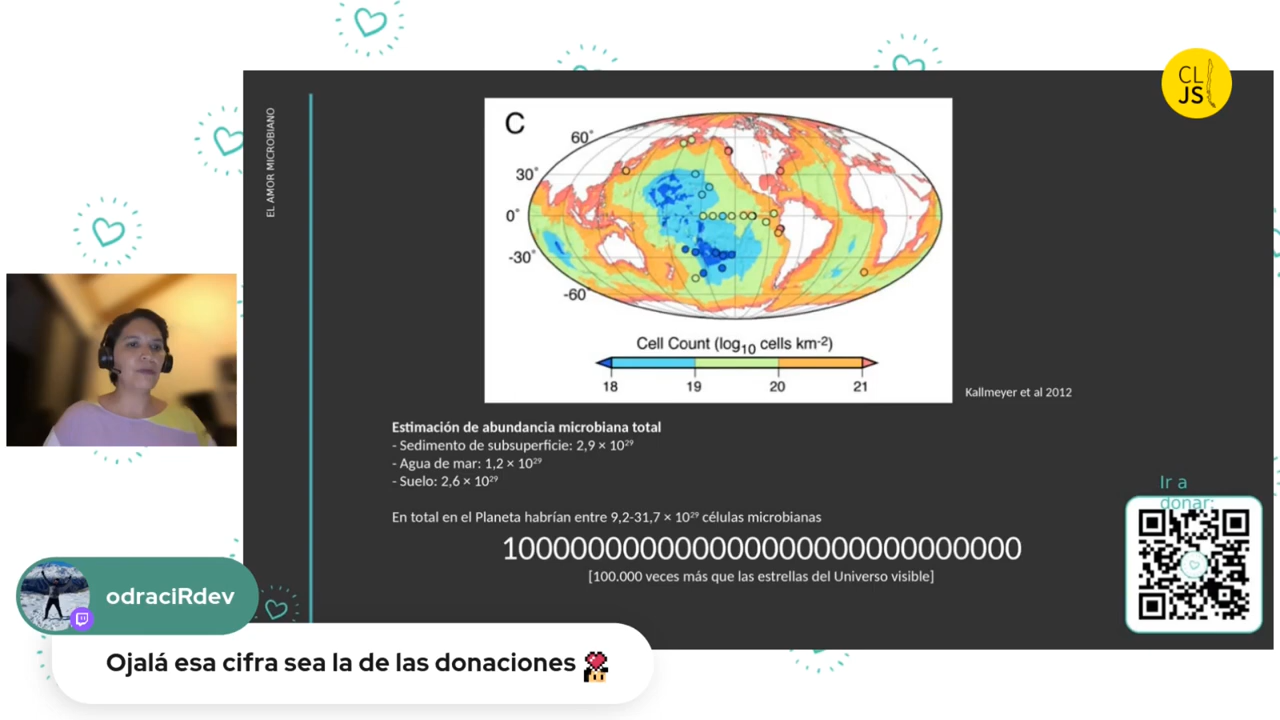 CL
JS
EL AMOR MICROBIANO
C
60°
30°
0°
-30°
-60°
Cell Count (log10 cells km-2)
18 19 20 21
Kallmeyer et al 2012
Estimación de abundancia microbiana total
- Sedimento de subsuperficie: 2,9 × 10²⁹
- Agua de mar: 1,2 × 10²⁹
- Suelo: 2,6 × 10²⁹
En total en el Planeta habrían entre 9,2-31,7 × 10²⁹ células microbianas
1000000000000000000000000000000
[100.000 veces más que las estrellas del Universo visible]
Ir a
donar:
odraciRdev
Ojalá esa cifra sea la de las donaciones